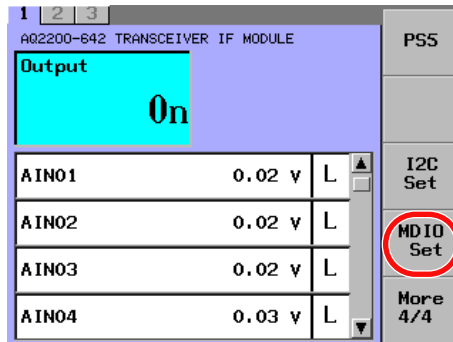 1 2 3
AQ2200-642 TRANSCEIVER IF MODULE
Output
On
AIN01 0.02 V L
AIN02 0.02 V L
AIN03 0.02 V L
AIN04 0.03 V L
PS5
I2C
Set
MDIO
Set
More
4/4